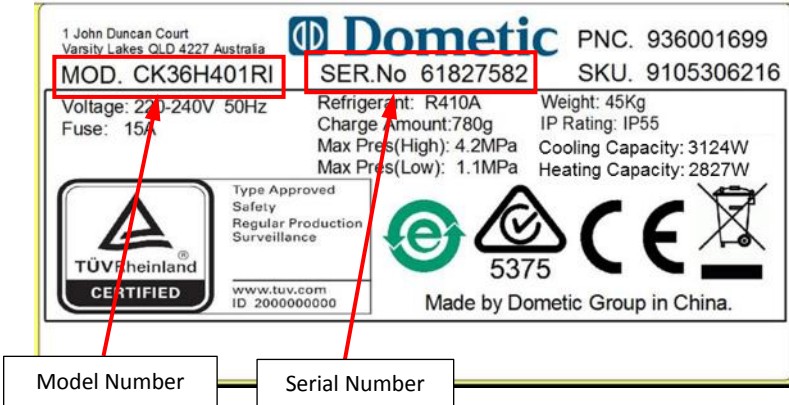 1 John Duncan Court
Varsity Lakes QLD 4227 Australia
Dometic
PNC. 936001699
MOD. CK36H401RI
SER.No 61827582
SKU. 9105306216
Voltage: 220-240V 50Hz
Fuse: 15A
Refrigerant: R410A
Charge Amount:780g
Max Pres(High): 4.2MPa
Max Pres(Low): 1.1MPa
Weight: 45Kg
IP Rating: IP55
Cooling Capacity: 3124W
Heating Capacity: 2827W
TÜVRheinland®
CERTIFIED
Type Approved
Safety
Regular Production
Surveillance
www.tuv.com
ID 2000000000
e
5375
CE
Made by Dometic Group in China.
Model Number
Serial Number